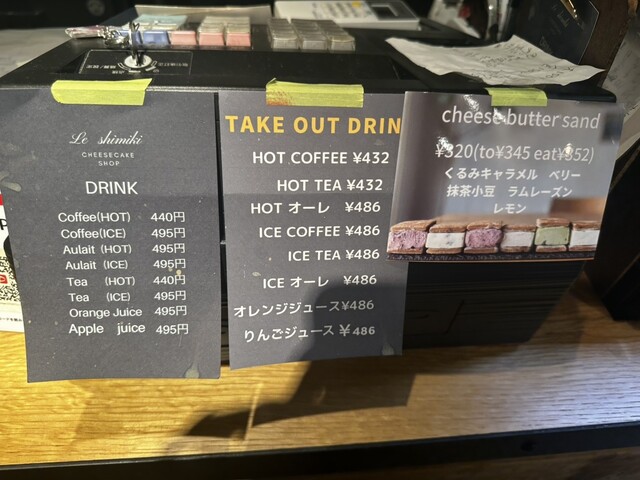 Le shimiki
CHEESECAKE
SHOP
DRINK
Coffee(HOT) 440円
Coffee(ICE) 495円
Aulait (HOT) 495円
Aulait (ICE) 495円
Tea (HOT) 440円
Tea (ICE) 495円
Orange Juice 495円
Apple juice 495円
TAKE OUT DRIN
HOT COFFEE ¥432
HOT TEA ¥432
HOT オーレ ¥486
ICE COFFEE ¥486
ICE TEA ¥486
ICE オーレ ¥486
オレンジジュース¥486
りんごジュース ¥486
cheese butter sand
¥320(to¥345 eat¥352)
くるみキャラメル ベリー
抹茶小豆 ラムレーズン
レモン